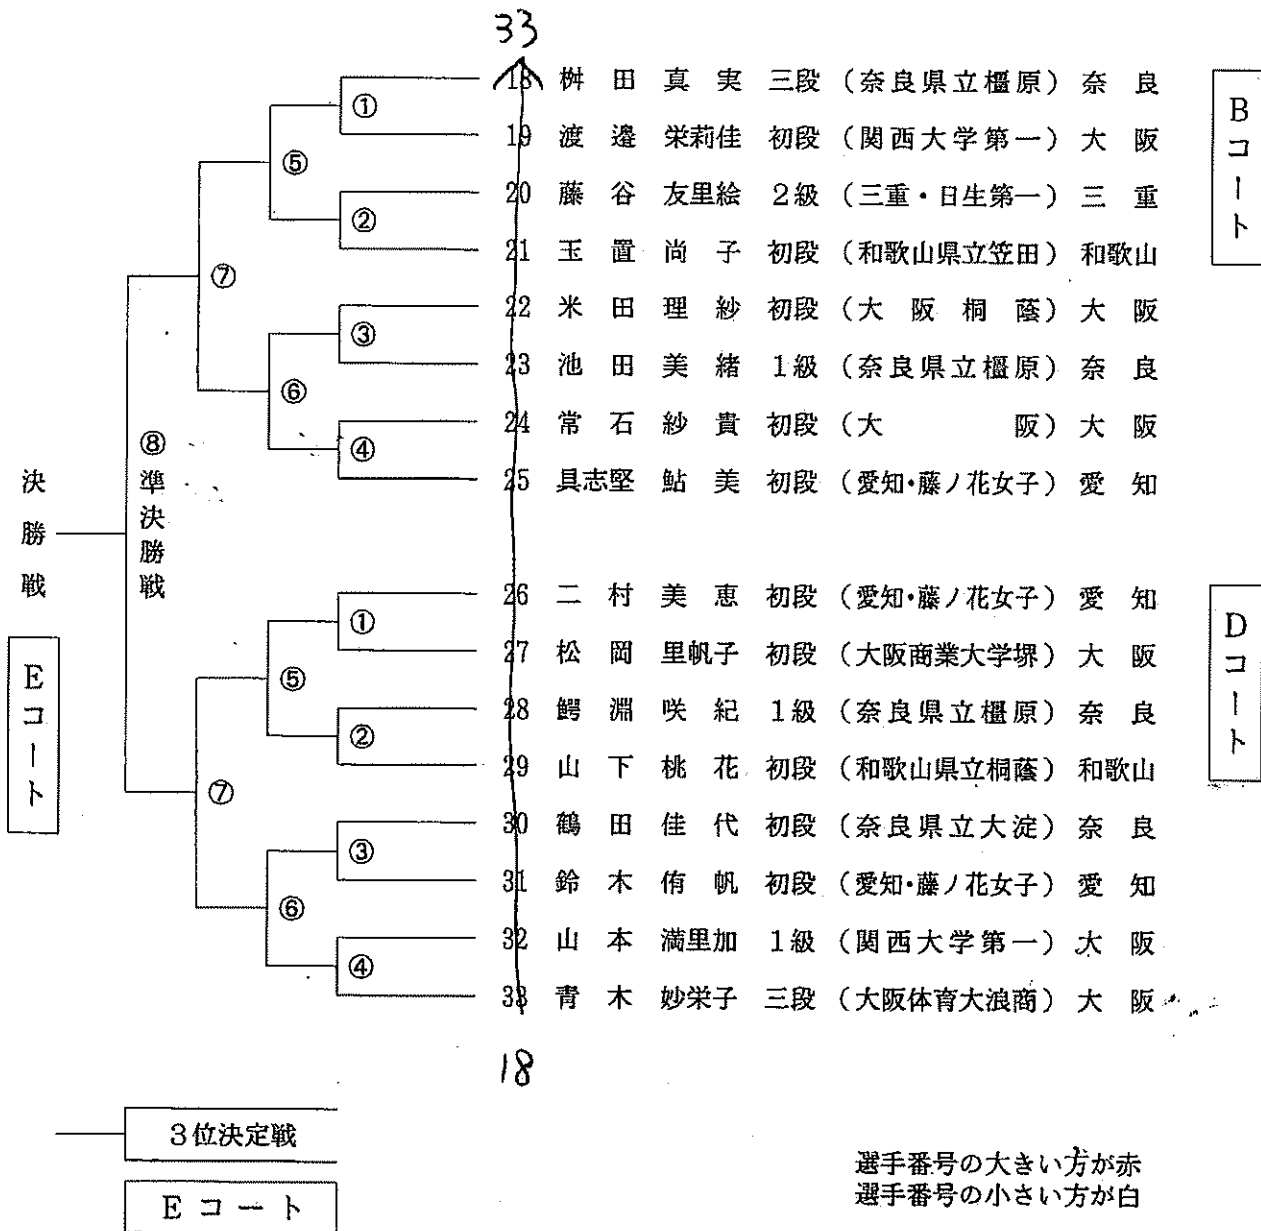 33
18 桝田真実 三段 (奈良県立橿原) 奈良
19 渡邉栄莉佳 初段 (関西大学第一) 大阪
20 藤谷友里絵 2級 (三重・日生第一) 三重
21 玉置尚子 初段 (和歌山県立笠田) 和歌山
22 米田理紗 初段 (大阪桐蔭) 大阪
23 池田美緒 1級 (奈良県立橿原) 奈良
24 常石紗貴 初段 (大阪) 大阪
25 具志堅鮎美 初段 (愛知・藤ノ花女子) 愛知
Bコート
①
②
③
④
⑤
⑥
⑦
⑧準決勝戦
決勝戦
Eコート
26 二村美恵 初段 (愛知・藤ノ花女子) 愛知
27 松岡里帆子 初段 (大阪商業大学堺) 大阪
28 鰐淵咲紀 1級 (奈良県立橿原) 奈良
29 山下桃花 初段 (和歌山県立桐蔭) 和歌山
30 鶴田佳代 初段 (奈良県立大淀) 奈良
31 鈴木侑帆 初段 (愛知・藤ノ花女子) 愛知
32 山本満里加 1級 (関西大学第一) 大阪
33 青木妙栄子 三段 (大阪体育大浪商) 大阪
Dコート
①
②
③
④
⑤
⑥
⑦
18
3位決定戦
Eコート
選手番号の大きい方が赤
選手番号の小さい方が白